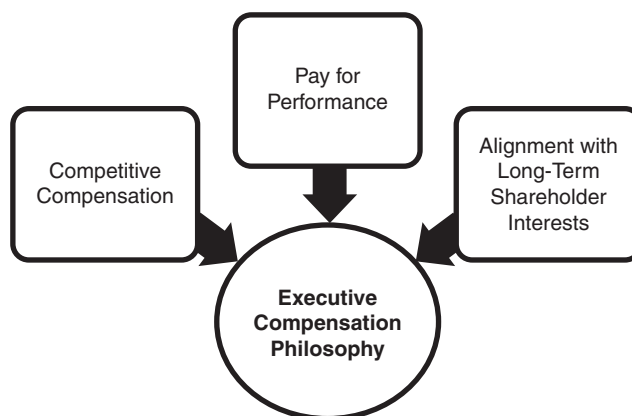 Pay for
Performance
Competitive
Compensation
Alignment with
Long-Term
Shareholder
Interests
Executive
Compensation
Philosophy